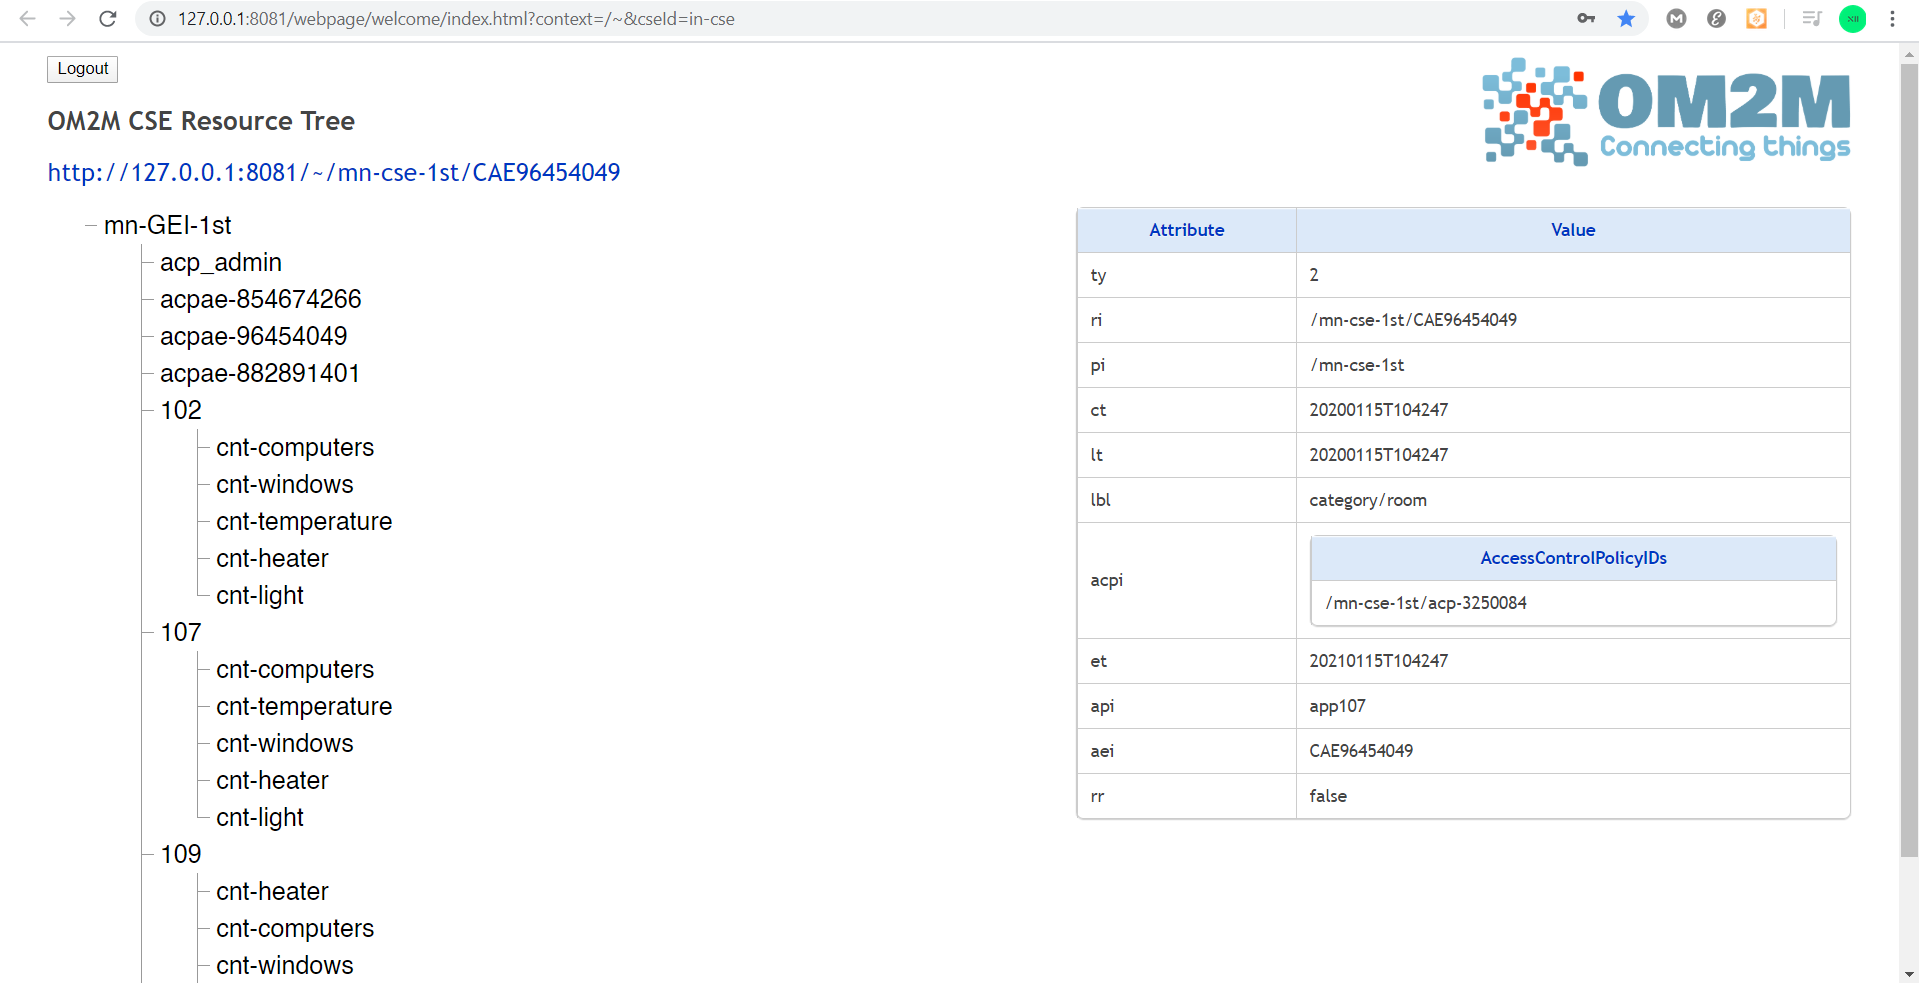 127.0.0.1:8081/webpage/welcome/index.html?context=/~&cseId=in-cse
Logout
OM2M
Connecting things
OM2M CSE Resource Tree
http://127.0.0.1:8081/~/mn-cse-1st/CAE96454049
mn-GEI-1st
acp_admin
acpae-854674266
acpae-96454049
acpae-882891401
102
cnt-computers
cnt-windows
cnt-temperature
cnt-heater
cnt-light
107
cnt-computers
cnt-temperature
cnt-windows
cnt-heater
cnt-light
109
cnt-heater
cnt-computers
cnt-windows
Attribute Value
ty 2
ri /mn-cse-1st/CAE96454049
pi /mn-cse-1st
ct 20200115T104247
lt 20200115T104247
lbl category/room
acpi AccessControlPolicyIDs
/mn-cse-1st/acp-3250084
et 20210115T104247
api app107
aei CAE96454049
rr false